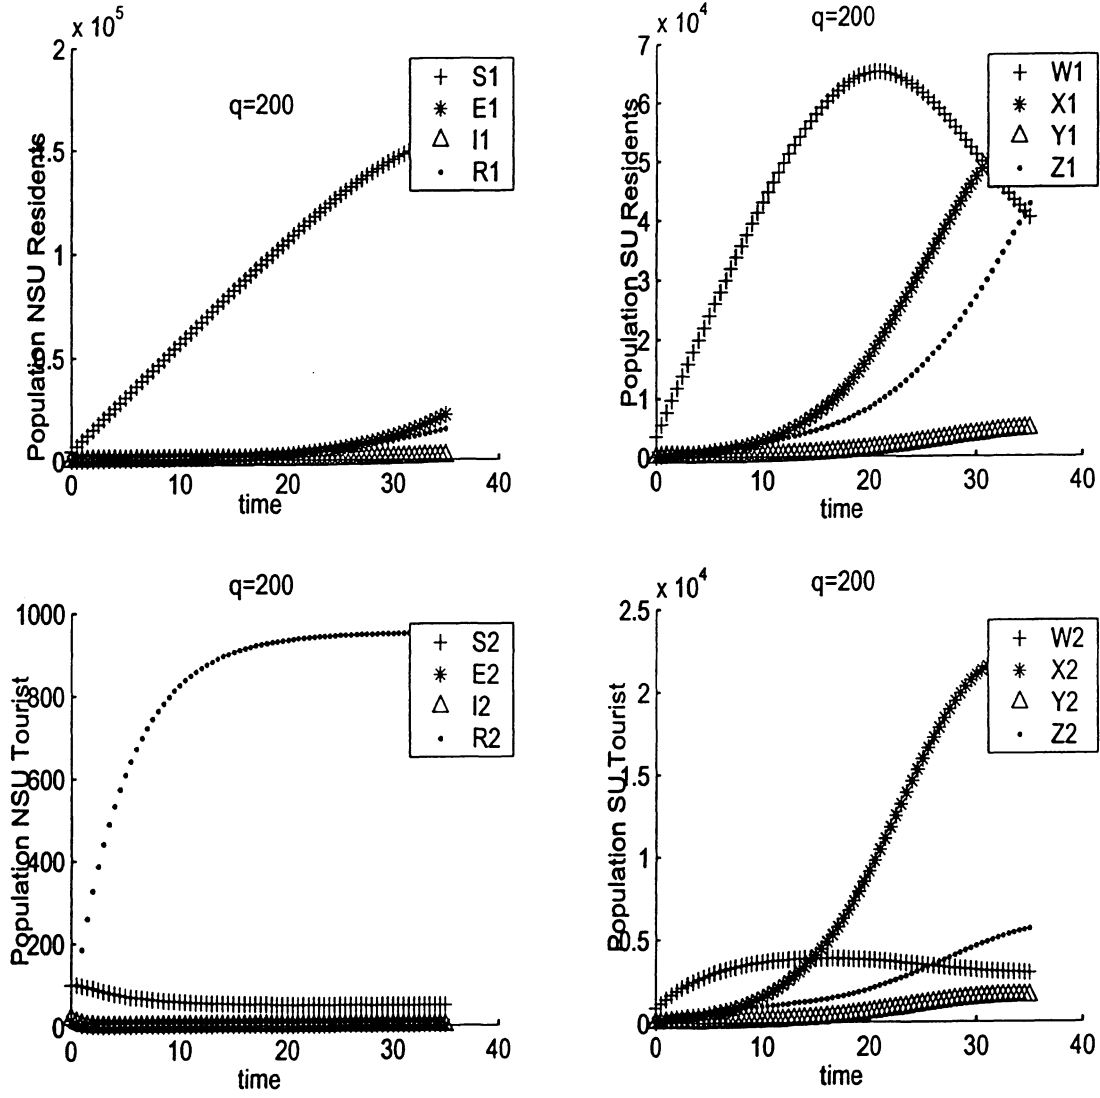 x 10^5
2
1.5
1
0.5
0
Population NSU Residents
q=200
S1
E1
I1
R1
0 10 20 30 40
time
x 10^4
q=200
7
6
5
4
3
2
1
0
Population SU Residents
W1
X1
Y1
Z1
0 10 20 30 40
time
q=200
1000
800
600
400
200
0
Population NSU Tourist
S2
E2
I2
R2
0 10 20 30 40
time
x 10^4
q=200
2.5
2
1.5
1
0.5
0
Population SU Tourist
W2
X2
Y2
Z2
0 10 20 30 40
time